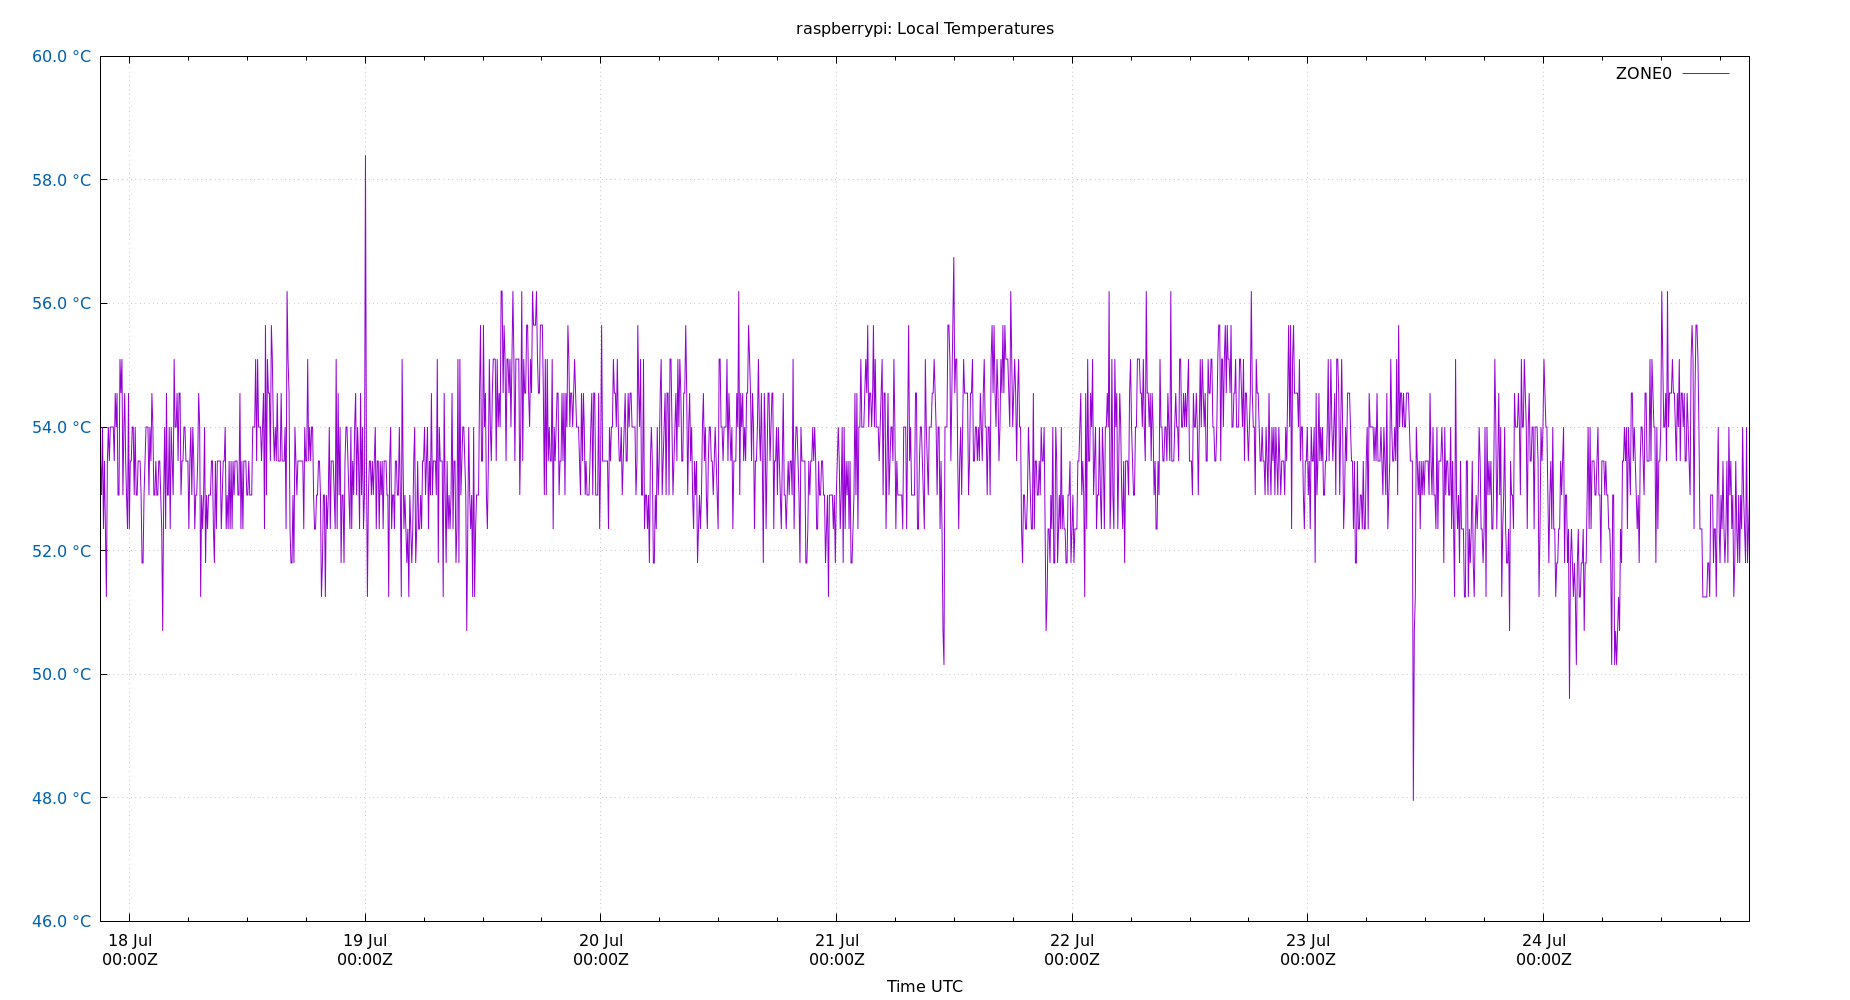 raspberrypi: Local Temperatures
60.0 °C
ZONE0
58.0 °C
56.0 °C
54.0 °C
52.0 °C
50.0 °C
48.0 °C
46.0 °C
18 Jul 19 Jul 20 Jul 21 Jul 22 Jul 23 Jul 24 Jul
00:00Z 00:00Z 00:00Z 00:00Z 00:00Z 00:00Z 00:00Z
Time UTC